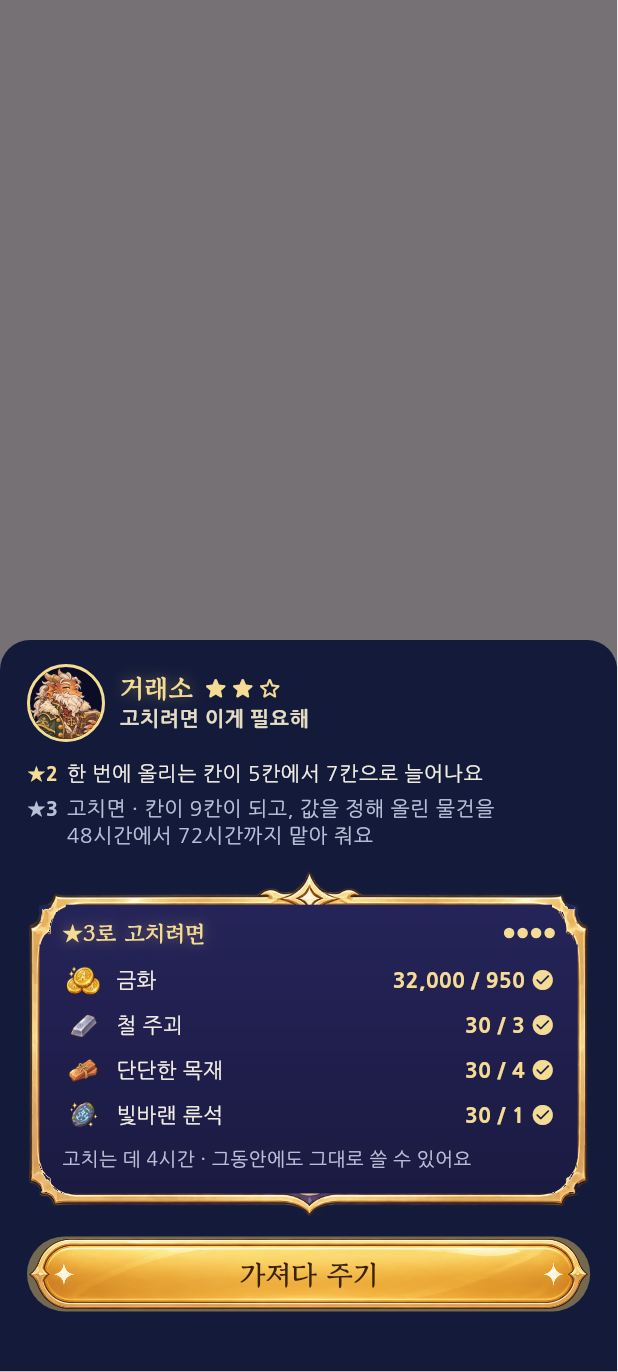 거래소 ★★☆
고치려면 이게 필요해
★2 한 번에 올리는 칸이 5칸에서 7칸으로 늘어나요
★3 고치면 · 칸이 9칸이 되고, 값을 정해 올린 물건을
48시간에서 72시간까지 맡아 줘요
★3로 고치려면
금화 32,000 / 950
철 주괴 30 / 3
단단한 목재 30 / 4
빛바랜 룬석 30 / 1
고치는 데 4시간 · 그동안에도 그대로 쓸 수 있어요
가져다 주기